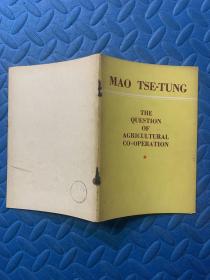 MAO TSE-TUNG
THE
QUESTION
OF
AGRICULTURAL
CO-OPERATION